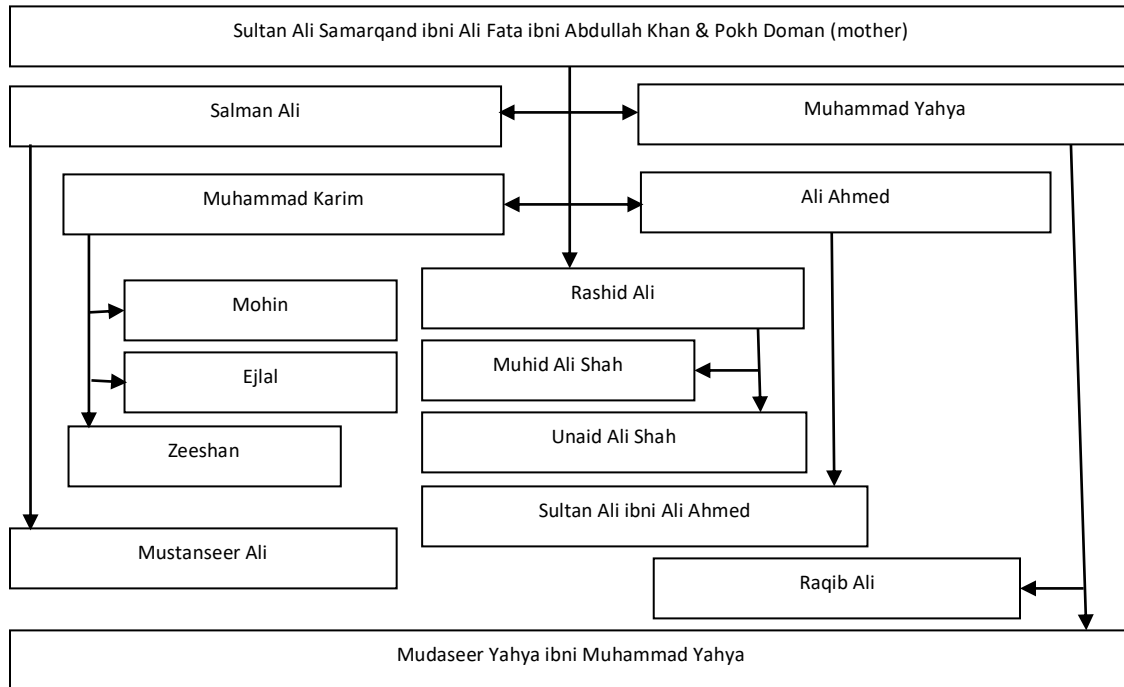 Sultan Ali Samarqand ibni Ali Fata ibni Abdullah Khan & Pokh Doman (mother)
Salman Ali
Muhammad Yahya
Muhammad Karim
Ali Ahmed
Rashid Ali
Mohin
Muhid Ali Shah
Ejlal
Unaid Ali Shah
Zeeshan
Sultan Ali ibni Ali Ahmed
Mustanseer Ali
Raqib Ali
Mudaseer Yahya ibni Muhammad Yahya